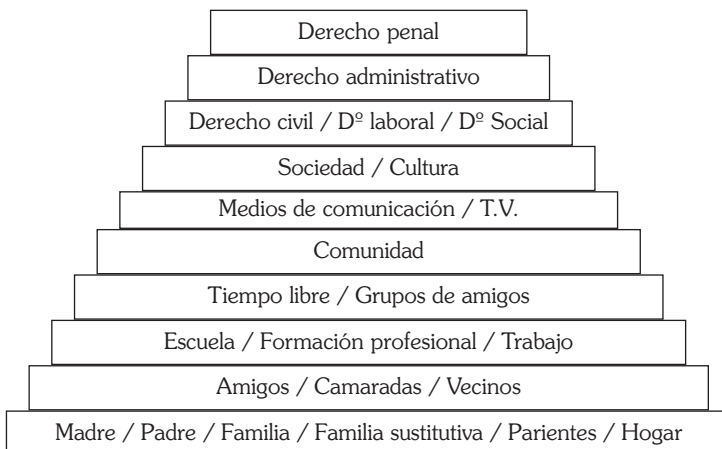 Derecho penal
Derecho administrativo
Derecho civil / Dº laboral / Dº Social
Sociedad / Cultura
Medios de comunicación / T.V.
Comunidad
Tiempo libre / Grupos de amigos
Escuela / Formación profesional / Trabajo
Amigos / Camaradas / Vecinos
Madre / Padre / Familia / Familia sustitutiva / Parientes / Hogar